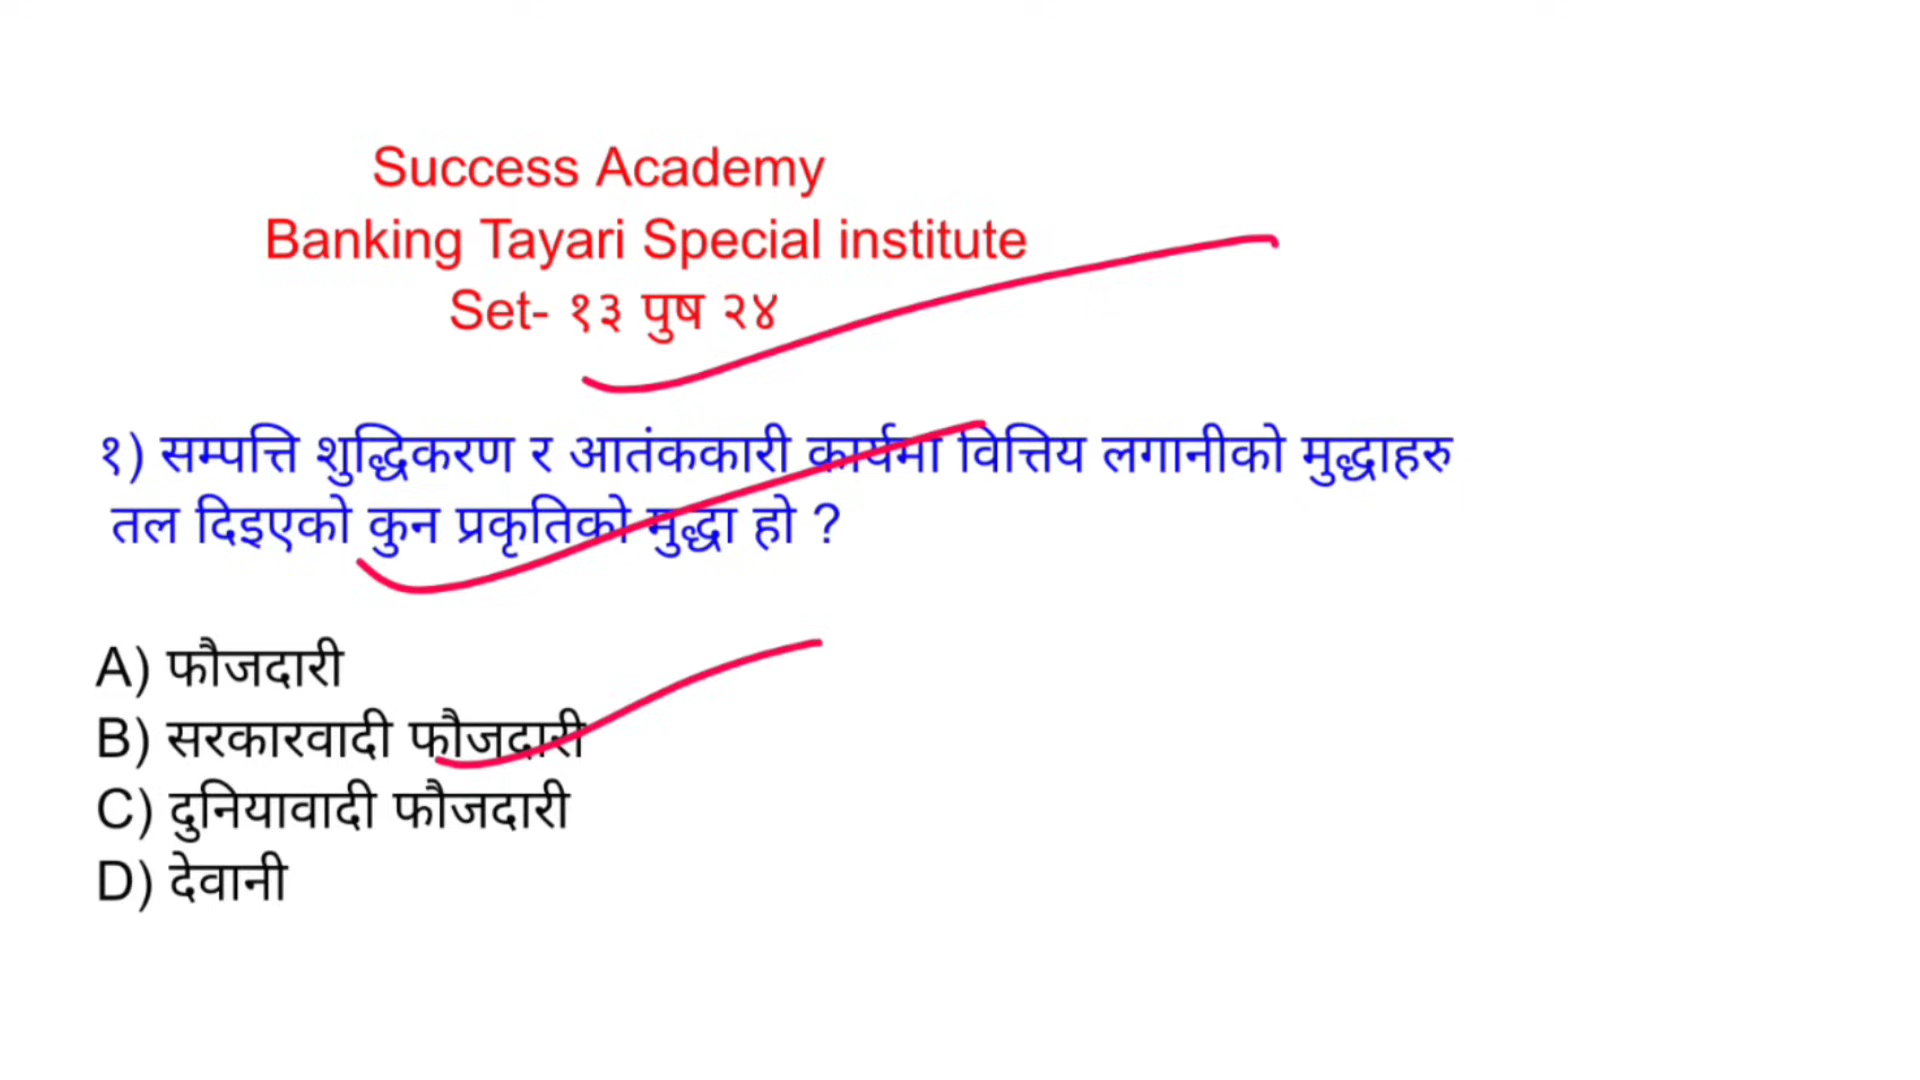 Success Academy
Banking Tayari Special institute
Set- १३ पुष २४
१) सम्पत्ति शुद्धिकरण र आतंककारी कार्यमा वित्तिय लगानीको मुद्धाहरु
तल दिइएको कुन प्रकृतिको मुद्धा हो ?
A) फौजदारी
B) सरकारवादी फौजदारी
C) दुनियावादी फौजदारी
D) देवानी